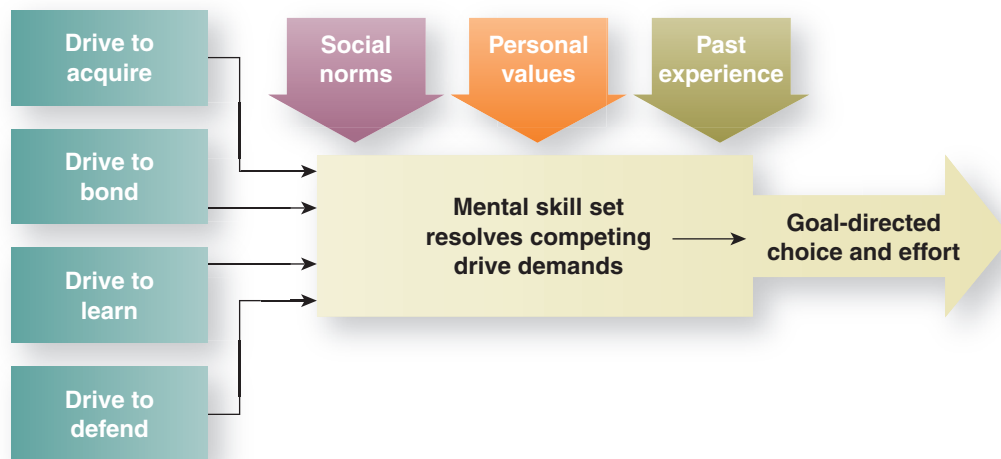 Drive to
acquire
Drive to
bond
Drive to
learn
Drive to
defend
Social
norms
Personal
values
Past
experience
Mental skill set
resolves competing
drive demands
Goal-directed
choice and effort